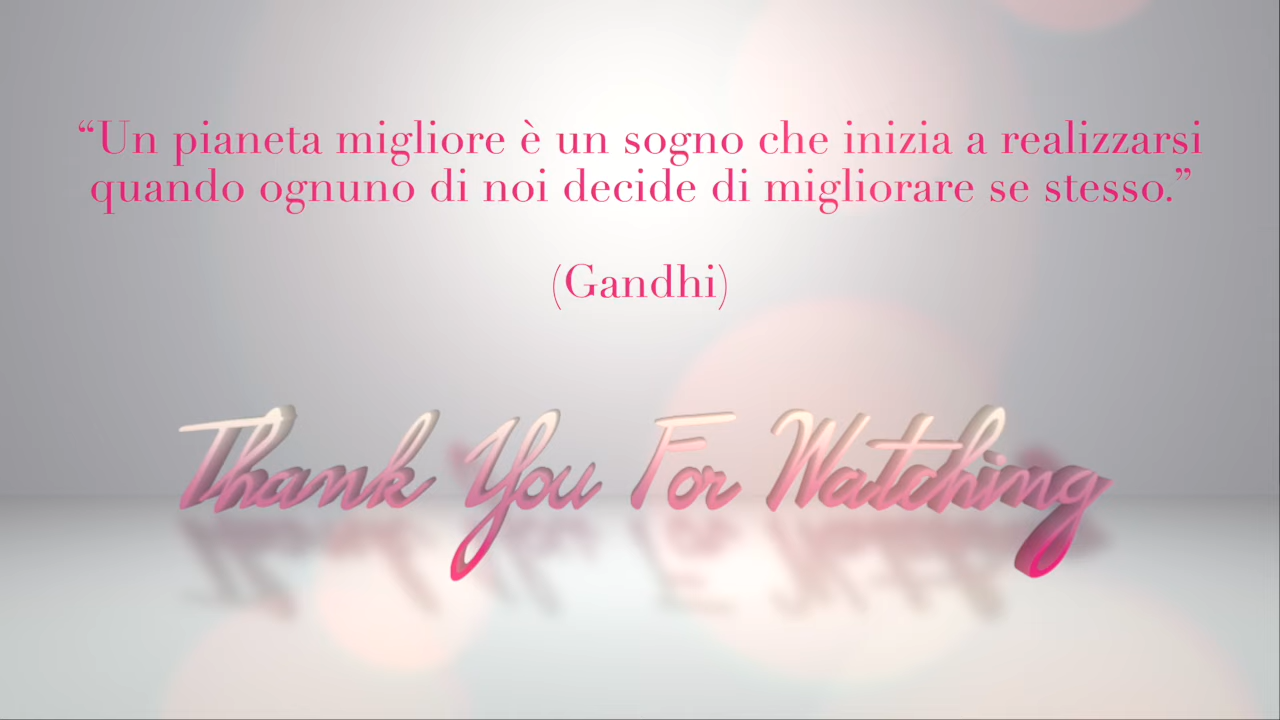 “Un pianeta migliore è un sogno che inizia a realizzarsi
quando ognuno di noi decide di migliorare se stesso.”
(Gandhi)
Thank You For Watching